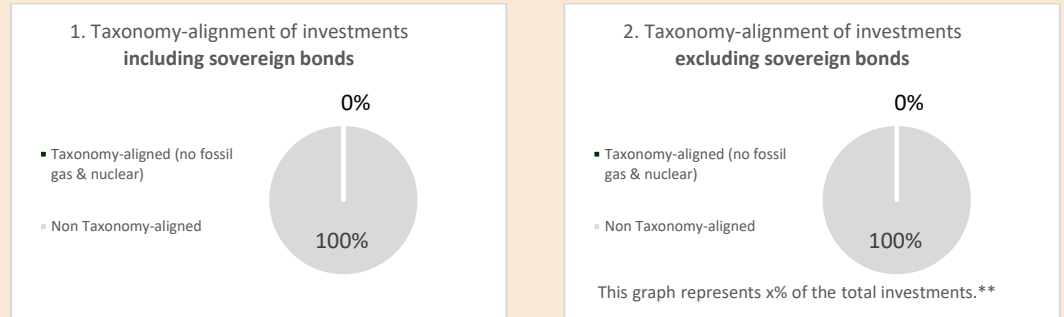 1. Taxonomy-alignment of investments
including sovereign bonds
0%
Taxonomy-aligned (no fossil
gas & nuclear)
Non Taxonomy-aligned
100%
2. Taxonomy-alignment of investments
excluding sovereign bonds
0%
Taxonomy-aligned (no fossil
gas & nuclear)
Non Taxonomy-aligned
100%
This graph represents x% of the total investments.**